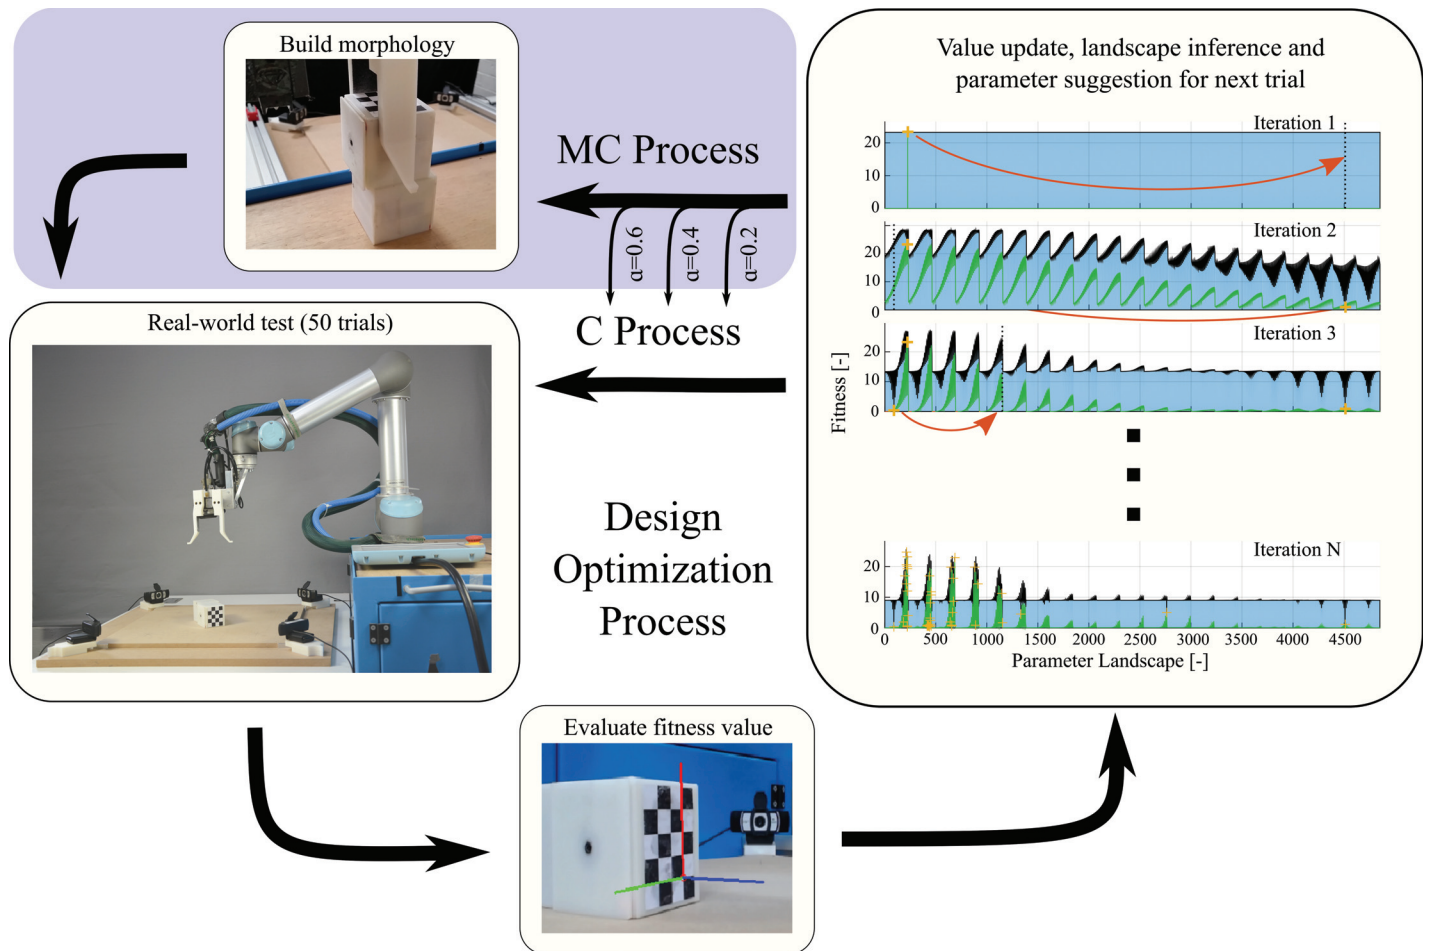 Build morphology
MC Process
α=0.6
α=0.4
α=0.2
C Process
Real-world test (50 trials)
Design
Optimization
Process
Evaluate fitness value
Value update, landscape inference and
parameter suggestion for next trial
Iteration 1
20
10
0
Iteration 2
20
10
0
Iteration 3
20
10
0
Fitness [-]
Iteration N
20
10
0
0 500 1000 1500 2000 2500 3000 3500 4000 4500
Parameter Landscape [-]